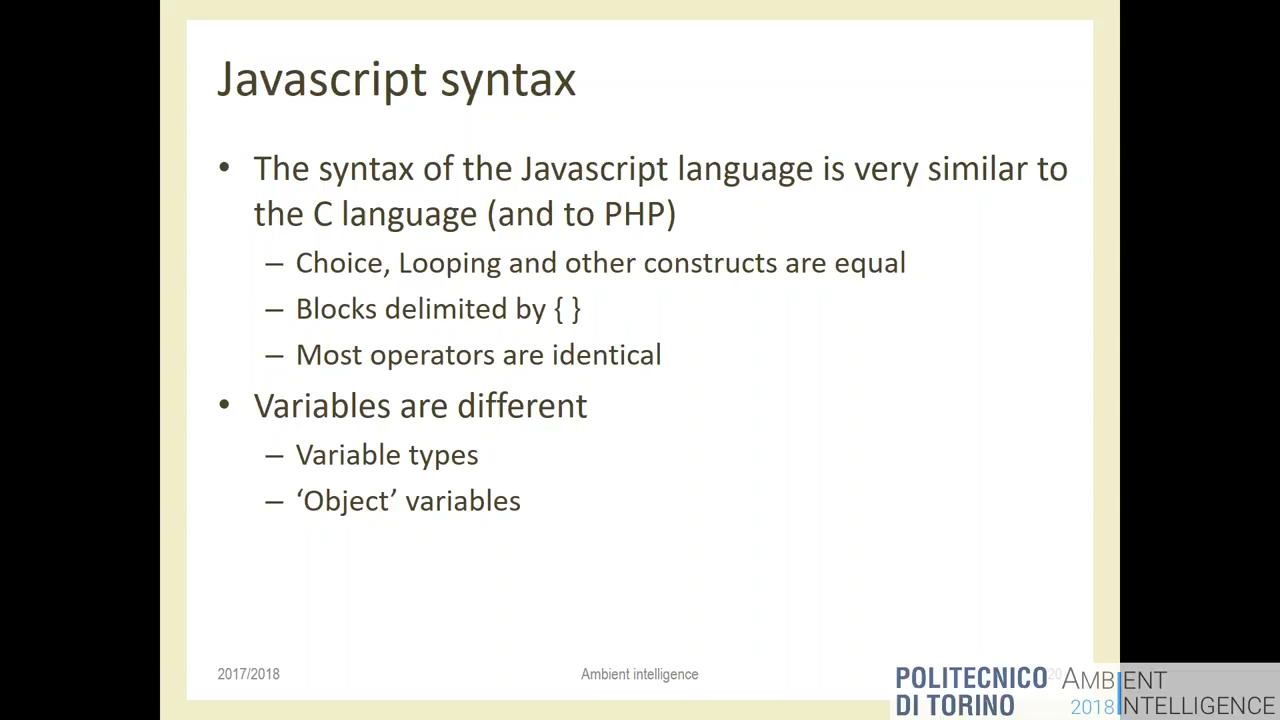 Javascript syntax
• The syntax of the Javascript language is very similar to
the C language (and to PHP)
– Choice, Looping and other constructs are equal
– Blocks delimited by { }
– Most operators are identical
• Variables are different
– Variable types
– ‘Object’ variables
2017/2018
Ambient intelligence
20
POLITECNICO
DI TORINO
AMBIENT
2018 INTELLIGENCE